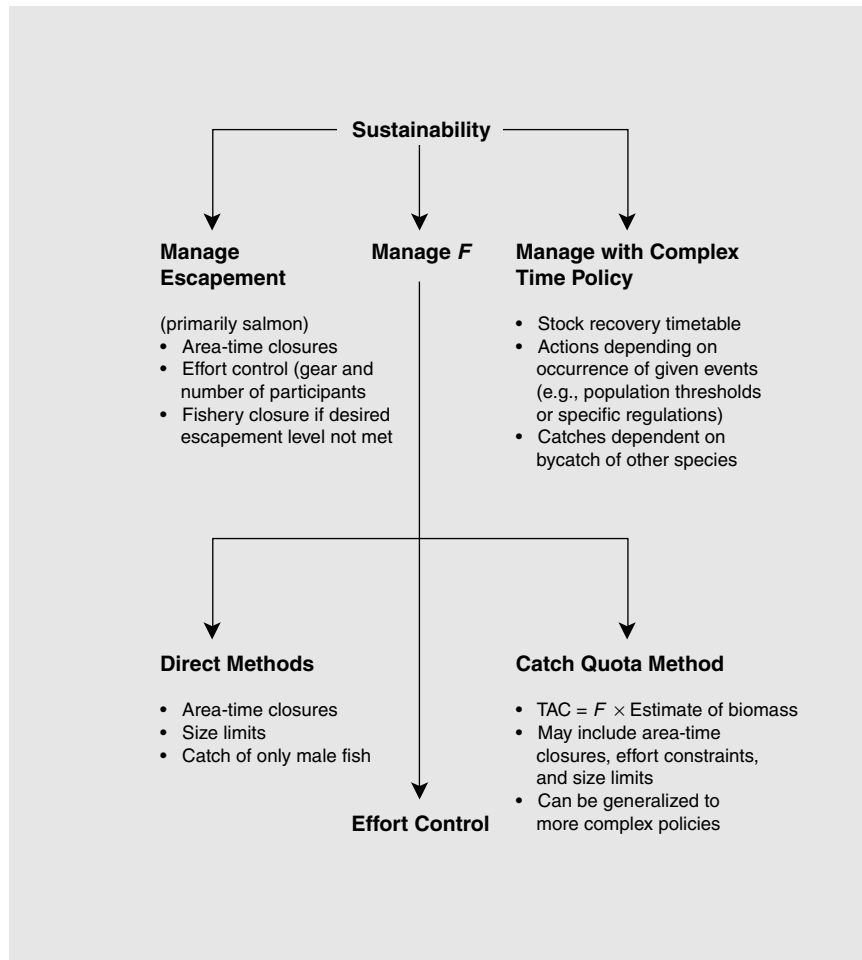 Sustainability
Manage
Escapement
(primarily salmon)
• Area-time closures
• Effort control (gear and
number of participants
• Fishery closure if desired
escapement level not met
Manage F
Manage with Complex
Time Policy
• Stock recovery timetable
• Actions depending on
occurrence of given events
(e.g., population thresholds
or specific regulations)
• Catches dependent on
bycatch of other species
Direct Methods
• Area-time closures
• Size limits
• Catch of only male fish
Effort Control
Catch Quota Method
• TAC = F × Estimate of biomass
• May include area-time
closures, effort constraints,
and size limits
• Can be generalized to
more complex policies